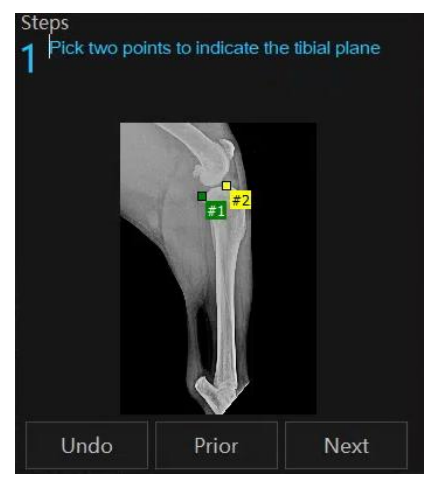 Steps
1 Pick two points to indicate the tibial plane
#2
#1
Undo Prior Next